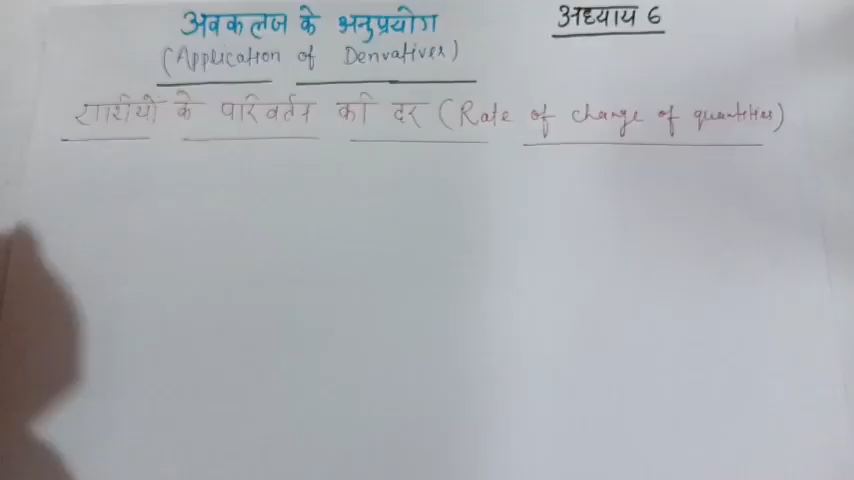 अवकलज के अनुप्रयोग
अध्याय 6
(Application of Derivatives)
राशीयों के परिवर्तन की दर (Rate of change of quantities)